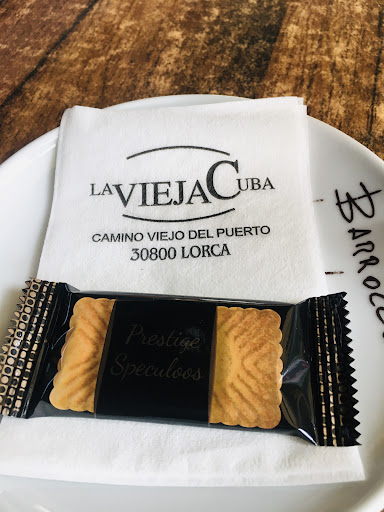 LA VIEJA CUBA
CAMINO VIEJO DEL PUERTO
30800 LORCA
Prestige
Speculoos